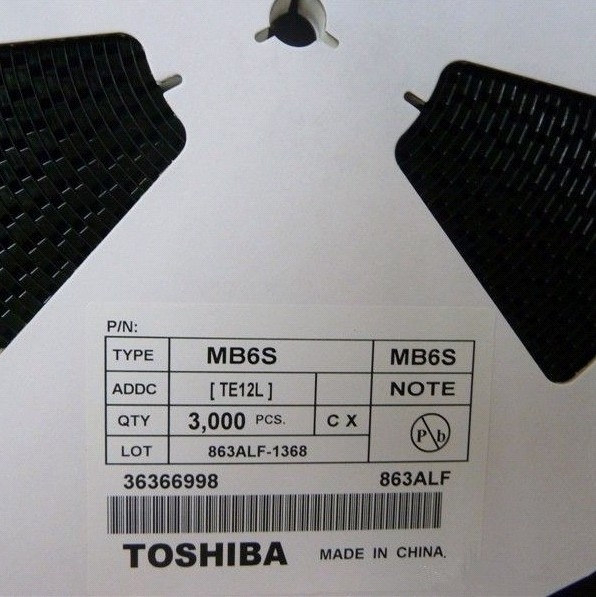 P/N:
TYPE MB6S MB6S
ADDC [ TE12L ] NOTE
QTY 3,000 PCS. C X
Pb
LOT 863ALF-1368
36366998 863ALF
TOSHIBA MADE IN CHINA.